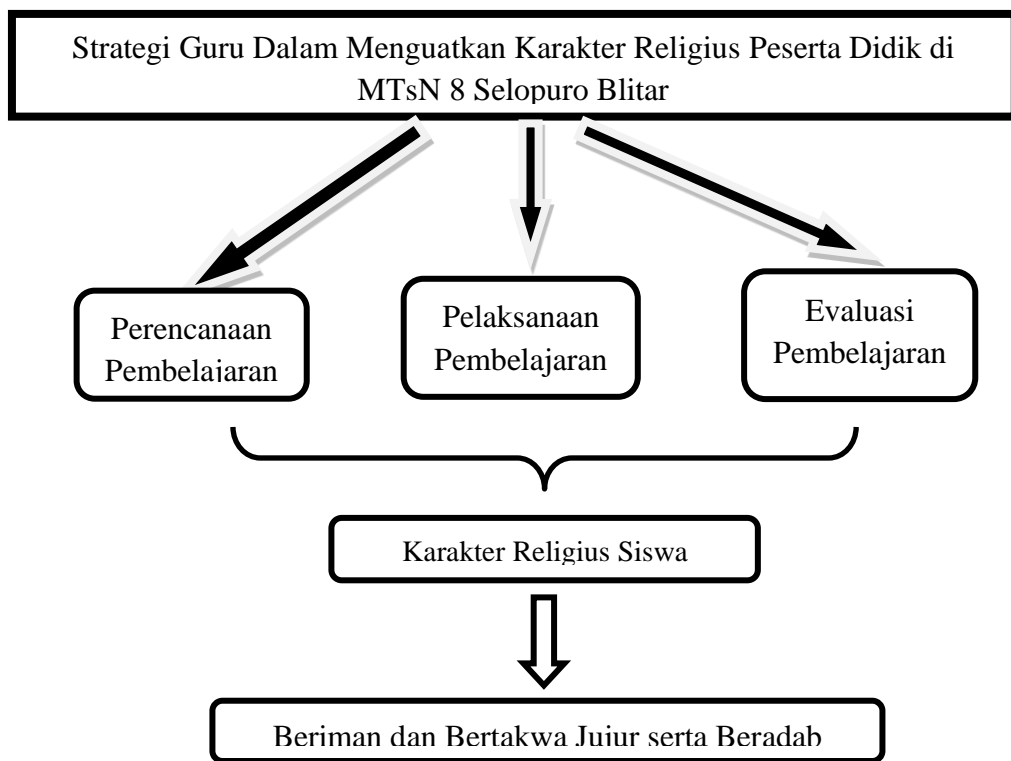 Strategi Guru Dalam Menguatkan Karakter Religius Peserta Didik di
MTsN 8 Selopuro Blitar
Perencanaan
Pembelajaran
Pelaksanaan
Pembelajaran
Evaluasi
Pembelajaran
Karakter Religius Siswa
Beriman dan Bertakwa Jujur serta Beradab